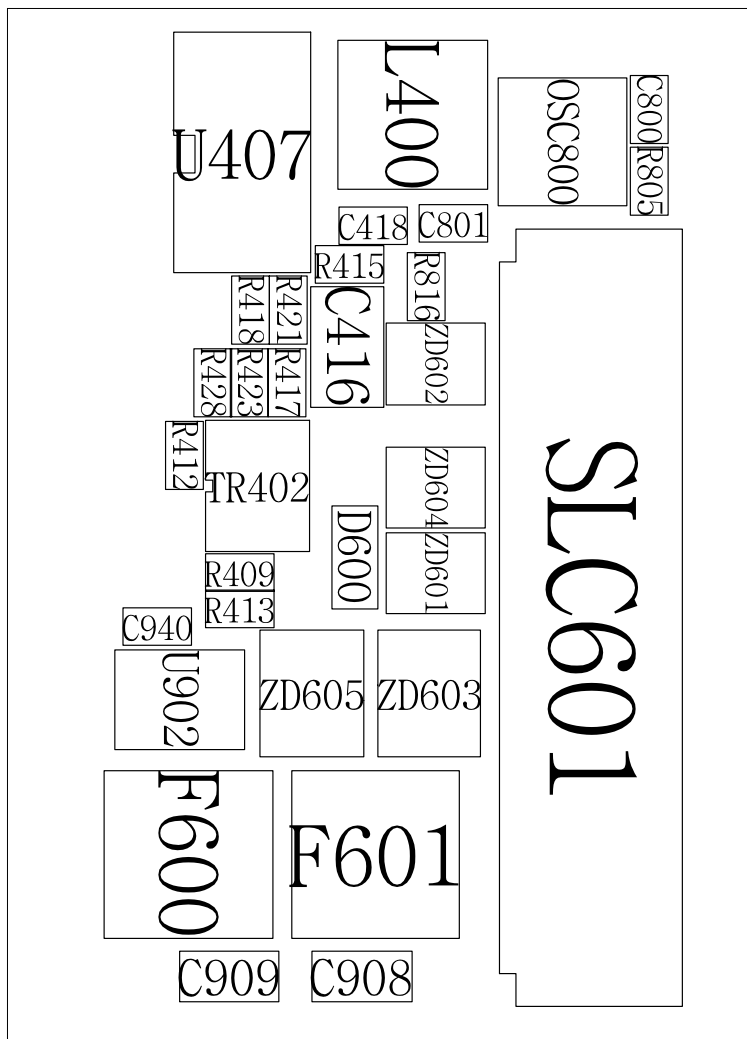 U407
L400
OSC800
C800
R805
C418
C801
R415
R816
R418
R421
C416
ZD602
R428
R423
R417
R412
TR402
ZD604
SLC601
D600
ZD601
R409
R413
C940
U902
ZD605
ZD603
F600
F601
C909
C908